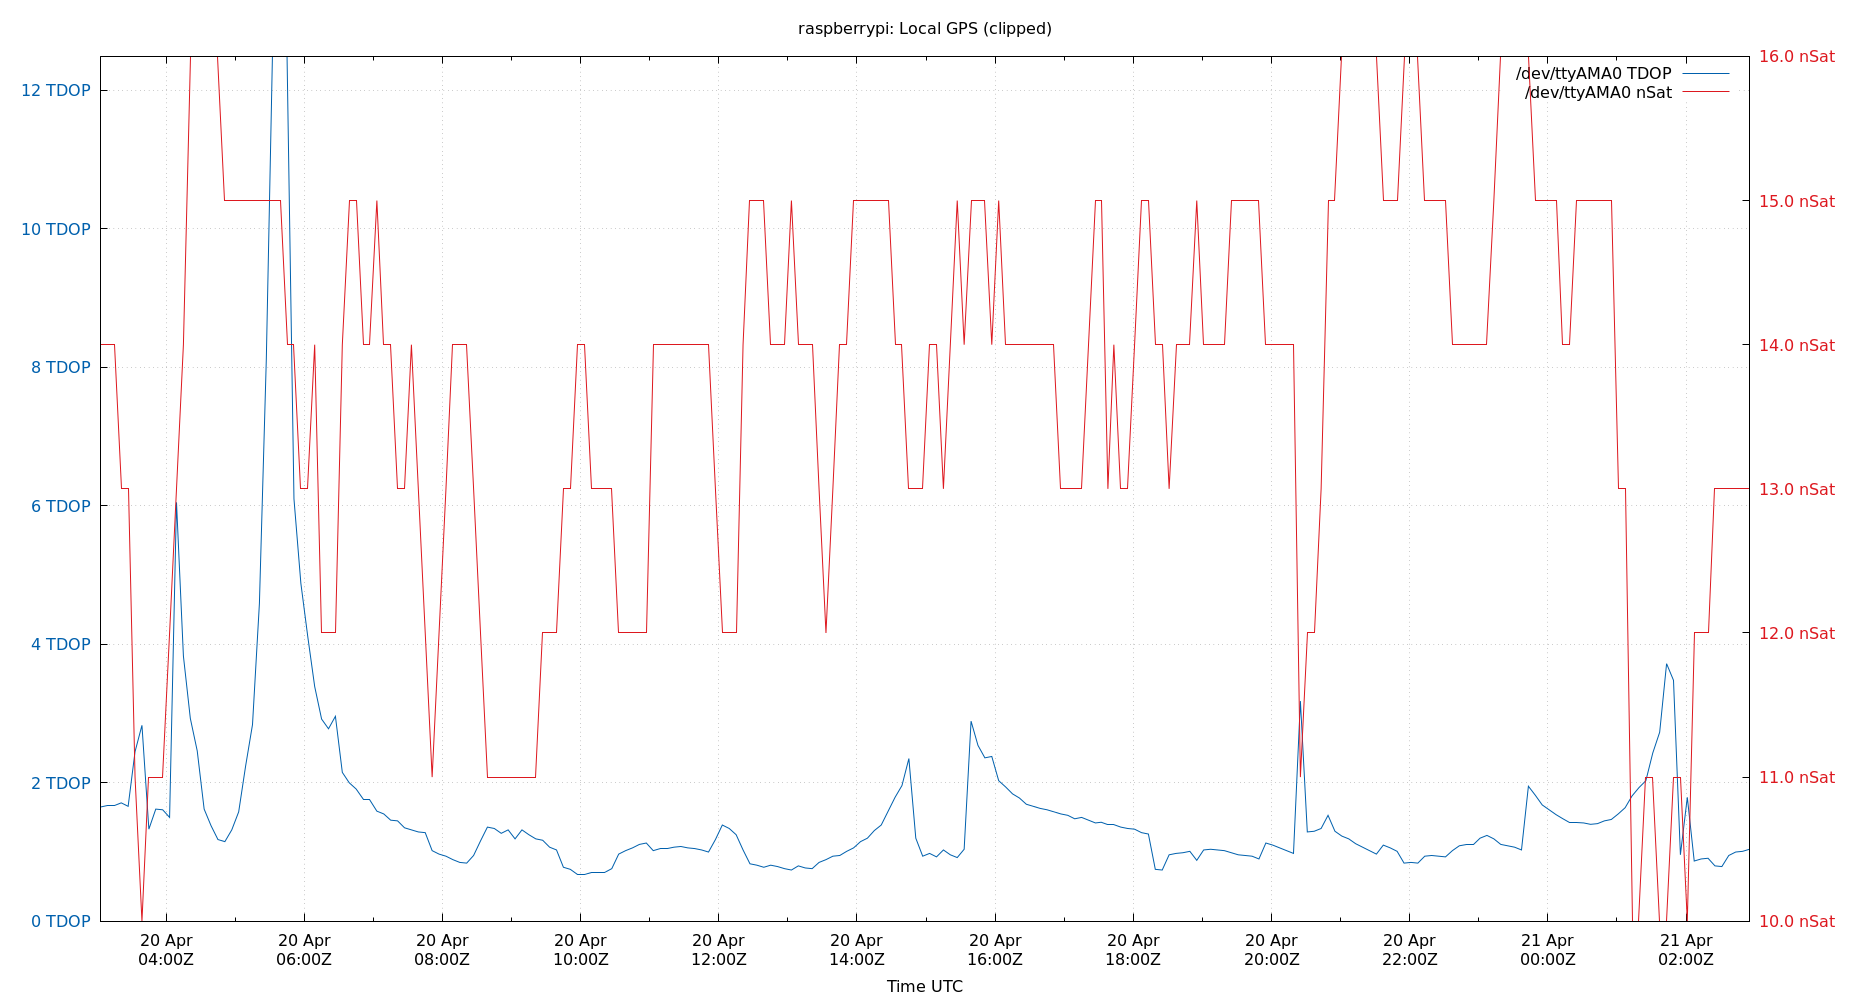 raspberrypi: Local GPS (clipped)
/dev/ttyAMA0 TDOP
/dev/ttyAMA0 nSat
12 TDOP
10 TDOP
8 TDOP
6 TDOP
4 TDOP
2 TDOP
0 TDOP
16.0 nSat
15.0 nSat
14.0 nSat
13.0 nSat
12.0 nSat
11.0 nSat
10.0 nSat
20 Apr
04:00Z
20 Apr
06:00Z
20 Apr
08:00Z
20 Apr
10:00Z
20 Apr
12:00Z
20 Apr
14:00Z
20 Apr
16:00Z
20 Apr
18:00Z
20 Apr
20:00Z
20 Apr
22:00Z
21 Apr
00:00Z
21 Apr
02:00Z
Time UTC